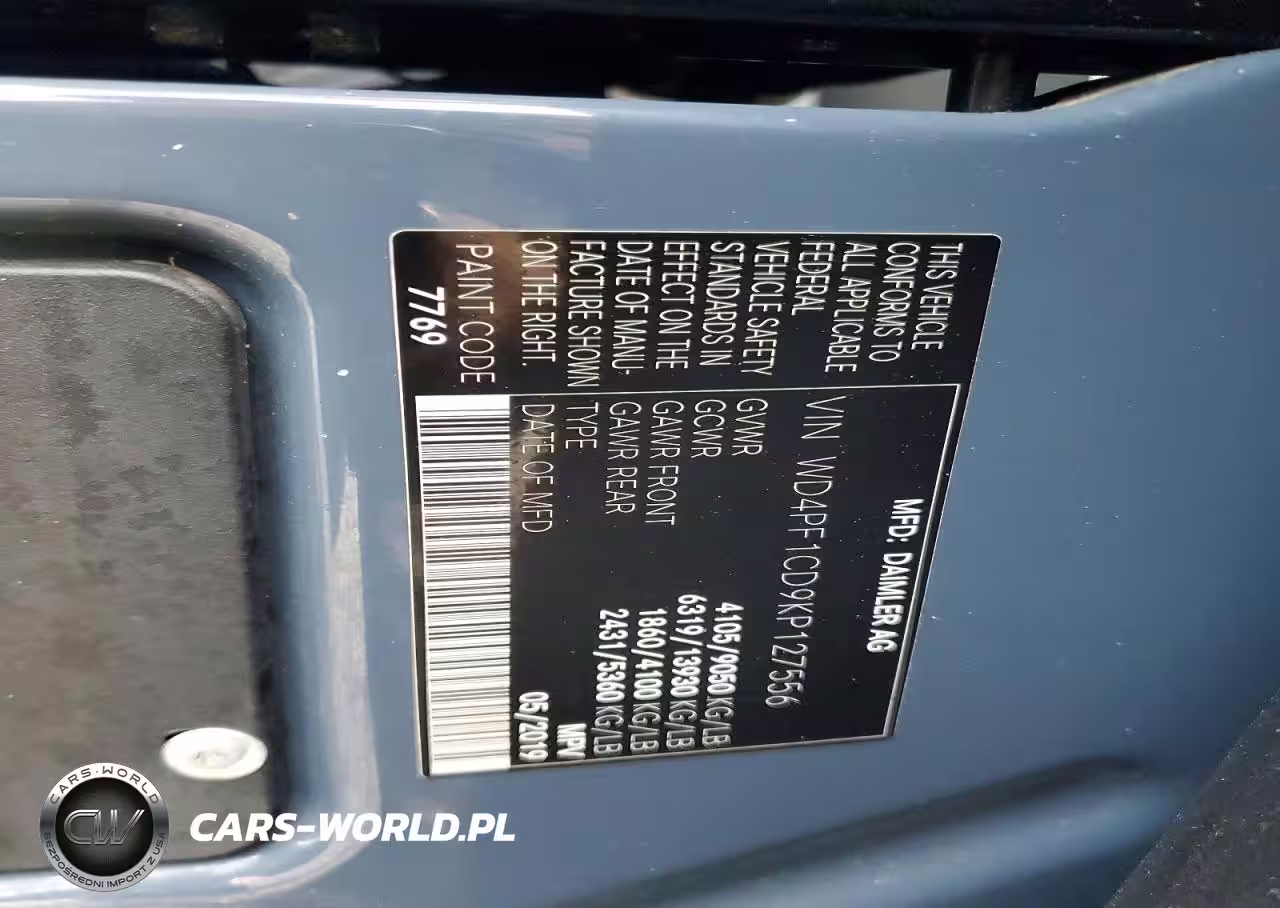 MFD: DAIMLER AG
THIS VEHICLE
CONFORMS TO
ALL APPLICABLE
FEDERAL
VEHICLE SAFETY
STANDARDS IN
EFFECT ON THE
DATE OF MANU-
FACTURE SHOWN
ON THE RIGHT.
PAINT CODE
7769
VIN WD4PF1CD9KP127556
GVWR 4105/9050 KG/LB
GCWR 6319/13930 KG/LB
GAWR FRONT 1860/4100 KG/LB
GAWR REAR 2431/5360 KG/LB
TYPE MPV
DATE OF MFD 05/2019
CARS-WORLD
CW
BEZPOŚREDNI IMPORT Z USA
CARS-WORLD.PL